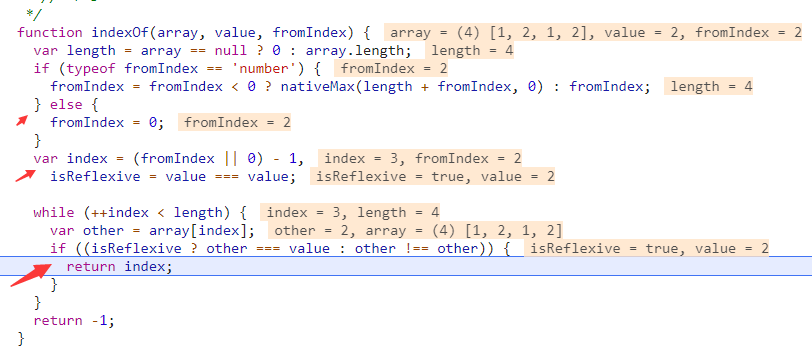 */
function indexOf(array, value, fromIndex) { array = (4) [1, 2, 1, 2], value = 2, fromIndex = 2
var length = array == null ? 0 : array.length; length = 4
if (typeof fromIndex == 'number') { fromIndex = 2
fromIndex = fromIndex < 0 ? nativeMax(length + fromIndex, 0) : fromIndex; length = 4
} else {
fromIndex = 0; fromIndex = 2
}
var index = (fromIndex || 0) - 1, index = 3, fromIndex = 2
isReflexive = value === value; isReflexive = true, value = 2
while (++index < length) { index = 3, length = 4
var other = array[index]; other = 2, array = (4) [1, 2, 1, 2]
if ((isReflexive ? other === value : other !== other)) { isReflexive = true, value = 2
return index;
}
}
return -1;
}